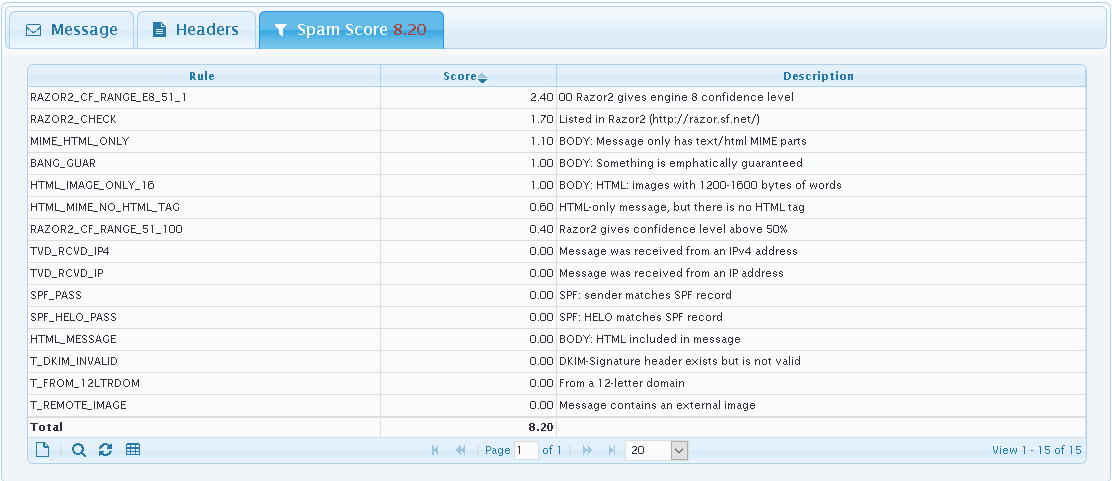 Message Headers Spam Score 8.20
Rule Score Description
RAZOR2_CF_RANGE_E8_51_1 2.40 00 Razor2 gives engine 8 confidence level
RAZOR2_CHECK 1.70 Listed in Razor2 (http://razor.sf.net/)
MIME_HTML_ONLY 1.10 BODY: Message only has text/html MIME parts
BANG_GUAR 1.00 BODY: Something is emphatically guaranteed
HTML_IMAGE_ONLY_16 1.00 BODY: HTML: images with 1200-1600 bytes of words
HTML_MIME_NO_HTML_TAG 0.60 HTML-only message, but there is no HTML tag
RAZOR2_CF_RANGE_51_100 0.40 Razor2 gives confidence level above 50%
TVD_RCVD_IP4 0.00 Message was received from an IPv4 address
TVD_RCVD_IP 0.00 Message was received from an IP address
SPF_PASS 0.00 SPF: sender matches SPF record
SPF_HELO_PASS 0.00 SPF: HELO matches SPF record
HTML_MESSAGE 0.00 BODY: HTML included in message
T_DKIM_INVALID 0.00 DKIM-Signature header exists but is not valid
T_FROM_12LTRDOM 0.00 From a 12-letter domain
T_REMOTE_IMAGE 0.00 Message contains an external image
Total 8.20
Page 1 of 1 20 View 1 - 15 of 15